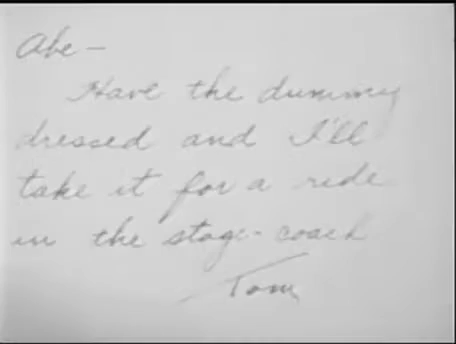 Abe -
Have the dummy
dressed and I'll
take it for a ride
in the stage-coach
Tom